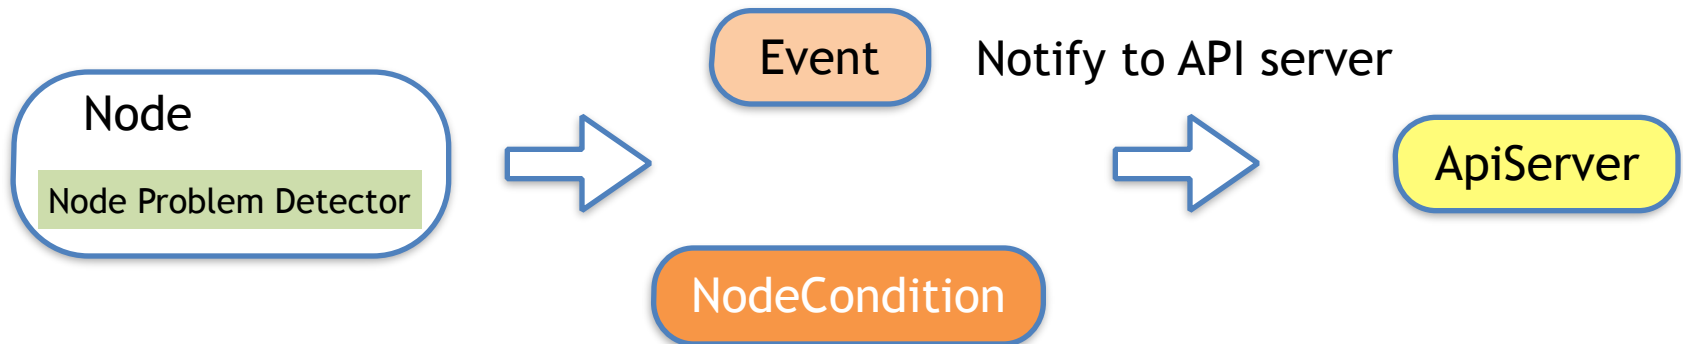 Node
Node Problem Detector
Event
Notify to API server
NodeCondition
ApiServer